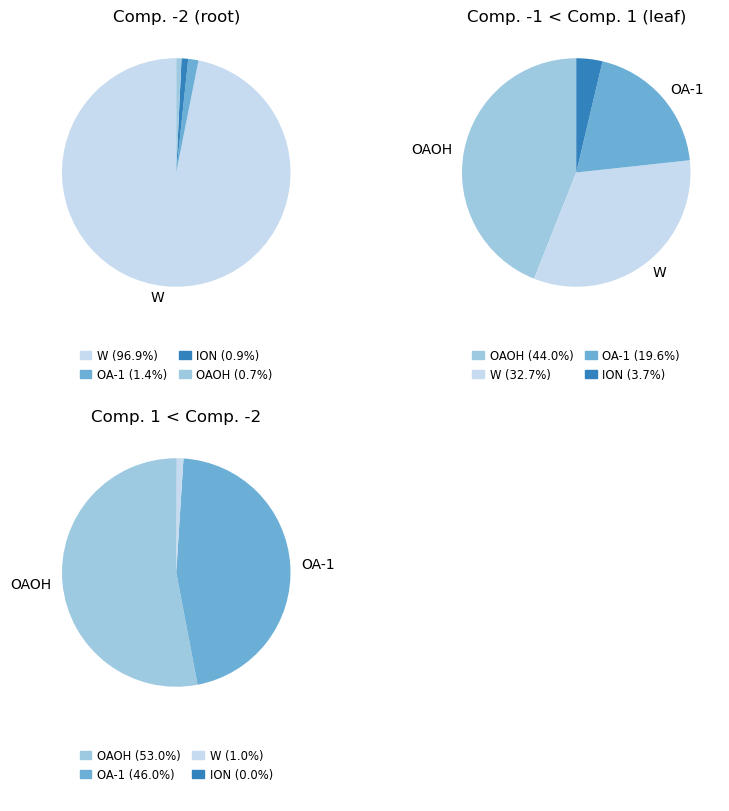 Comp. -2 (root)
W
W (96.9%)
ION (0.9%)
OA-1 (1.4%)
OAOH (0.7%)
Comp. -1 < Comp. 1 (leaf)
OA-1
OAOH
W
OAOH (44.0%)
OA-1 (19.6%)
W (32.7%)
ION (3.7%)
Comp. 1 < Comp. -2
OA-1
OAOH
OAOH (53.0%)
W (1.0%)
OA-1 (46.0%)
ION (0.0%)